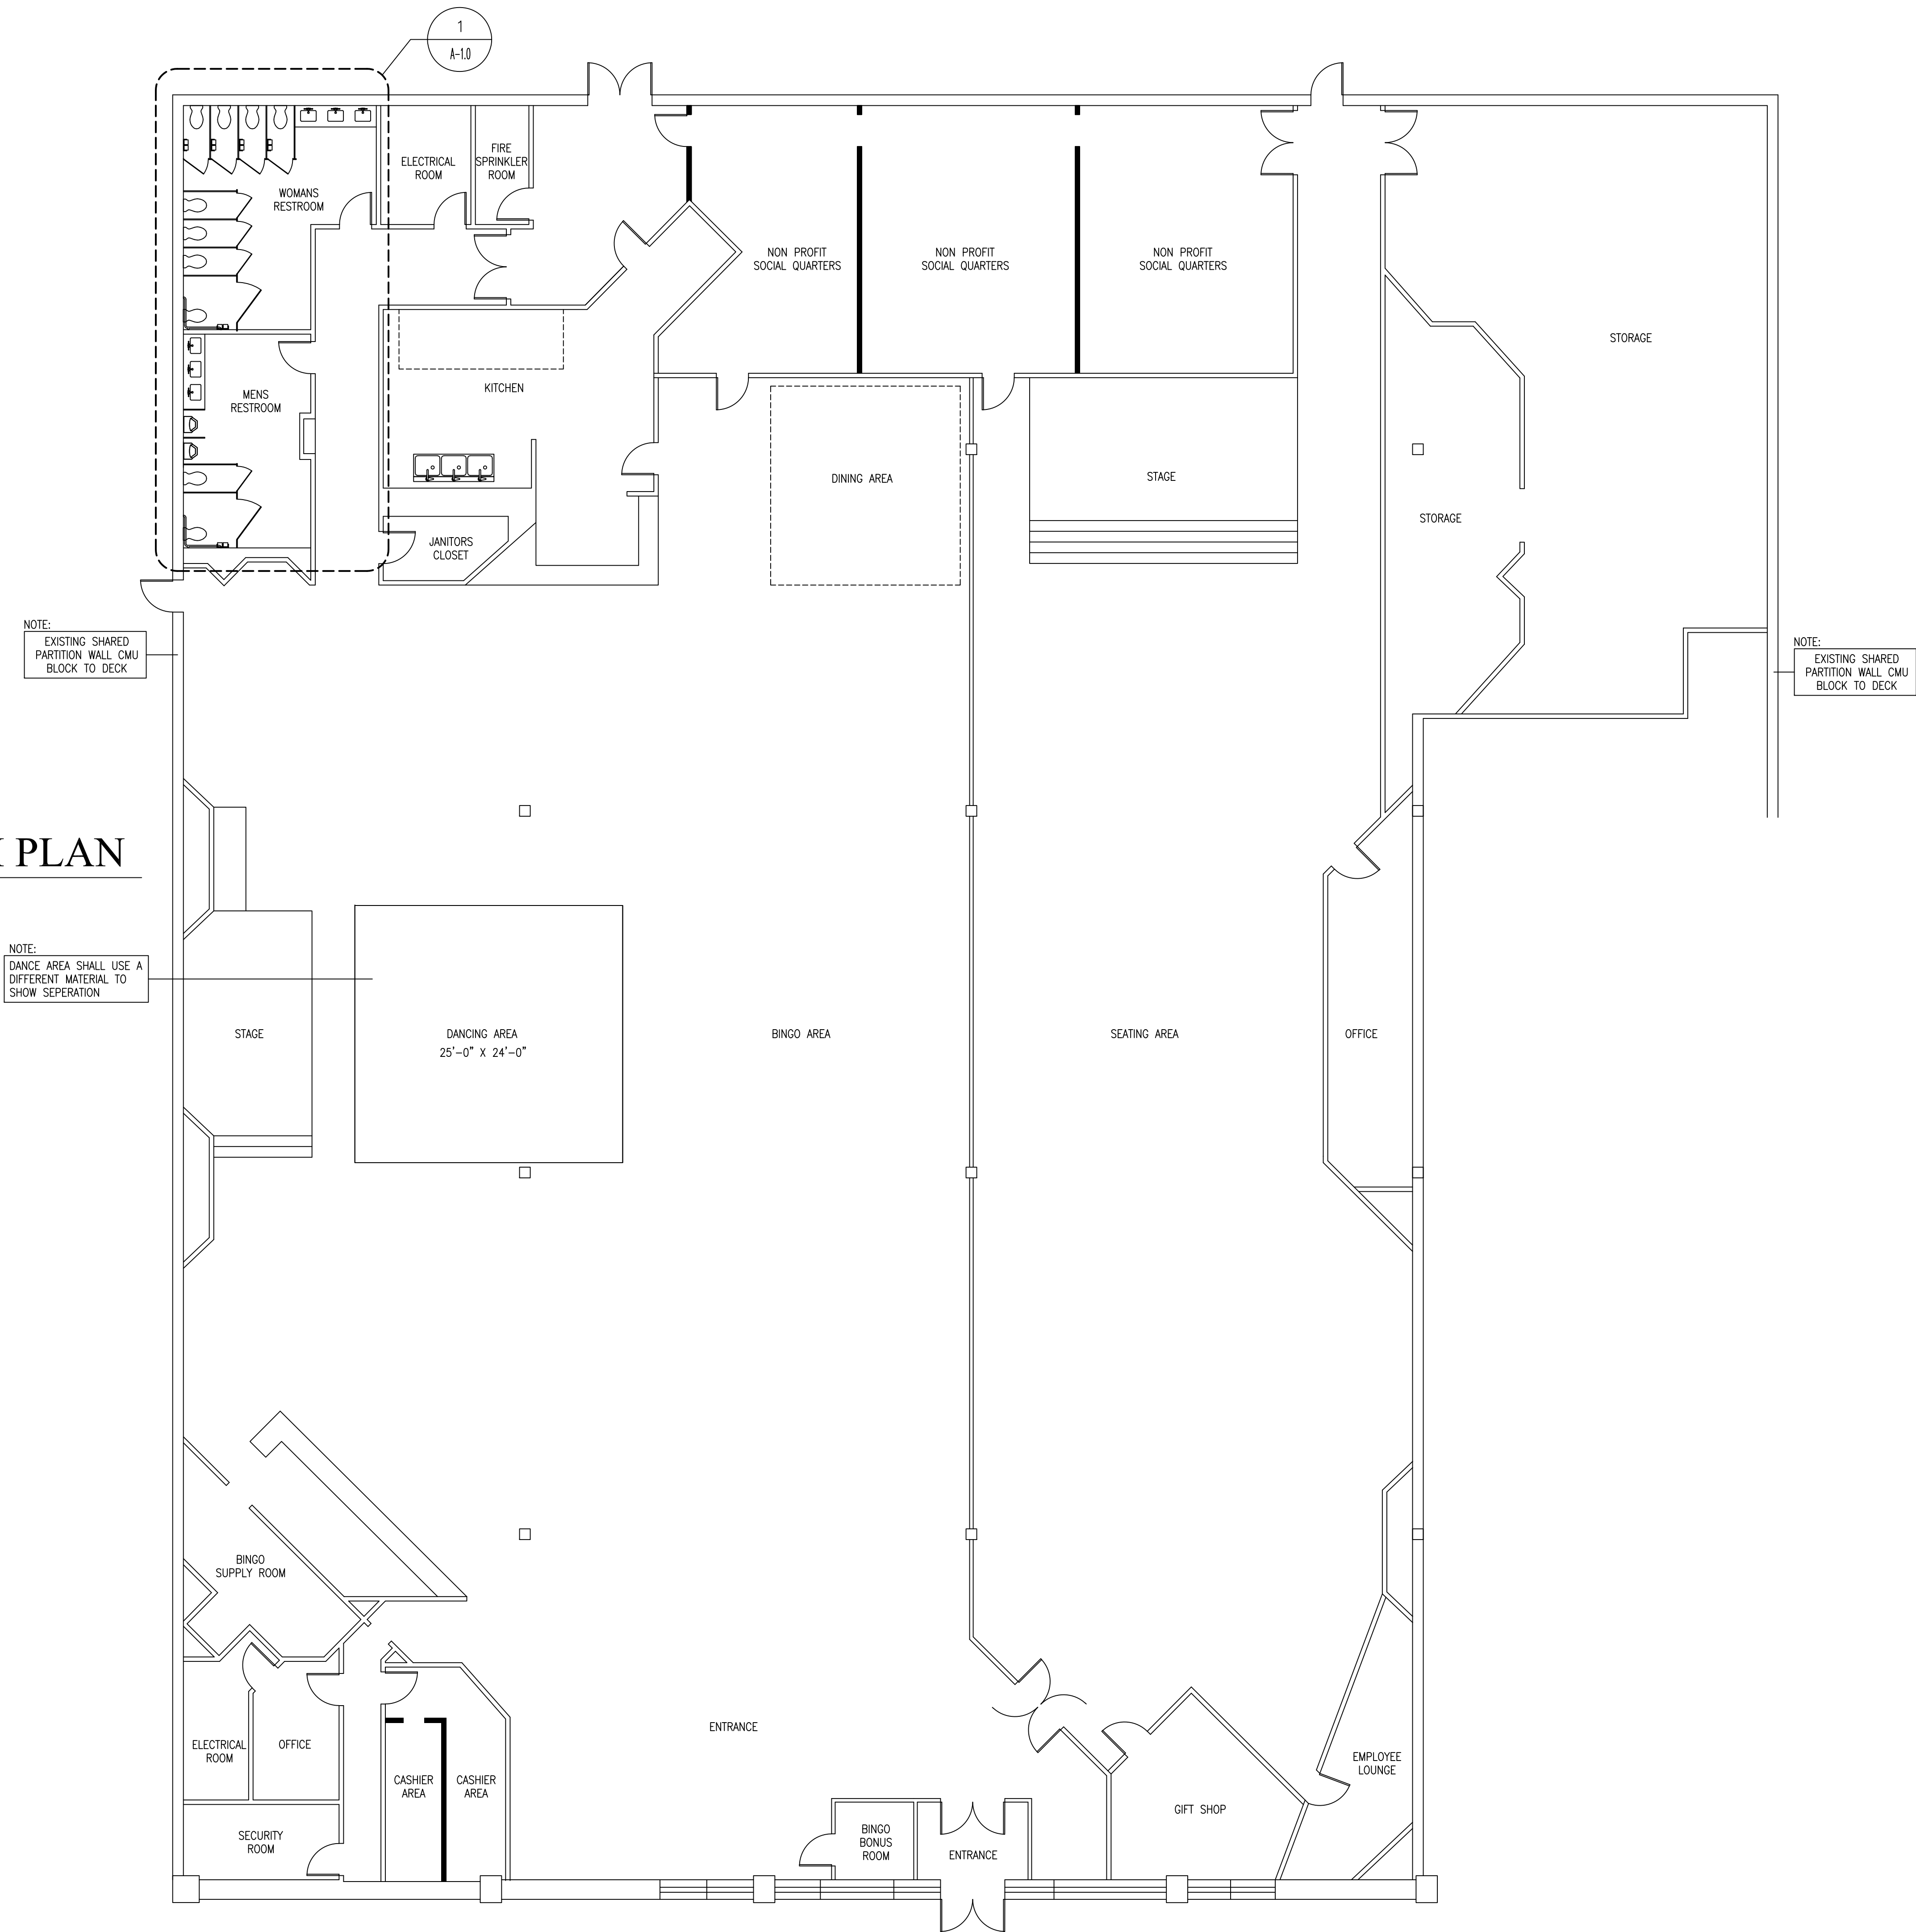 1
A-1.0
WOMANS
RESTROOM
ELECTRICAL
ROOM
FIRE
SPRINKLER
ROOM
NON PROFIT
SOCIAL QUARTERS
NON PROFIT
SOCIAL QUARTERS
NON PROFIT
SOCIAL QUARTERS
STORAGE
MENS
RESTROOM
KITCHEN
DINING AREA
STAGE
STORAGE
JANITORS
CLOSET
NOTE:
EXISTING SHARED
PARTITION WALL CMU
BLOCK TO DECK
NOTE:
EXISTING SHARED
PARTITION WALL CMU
BLOCK TO DECK
PLAN
NOTE:
DANCE AREA SHALL USE A
DIFFERENT MATERIAL TO
SHOW SEPERATION
STAGE
DANCING AREA
25'-0" X 24'-0"
BINGO AREA
SEATING AREA
OFFICE
BINGO
SUPPLY ROOM
ENTRANCE
ELECTRICAL
ROOM
OFFICE
CASHIER
AREA
CASHIER
AREA
EMPLOYEE
LOUNGE
GIFT SHOP
SECURITY
ROOM
BINGO
BONUS
ROOM
ENTRANCE